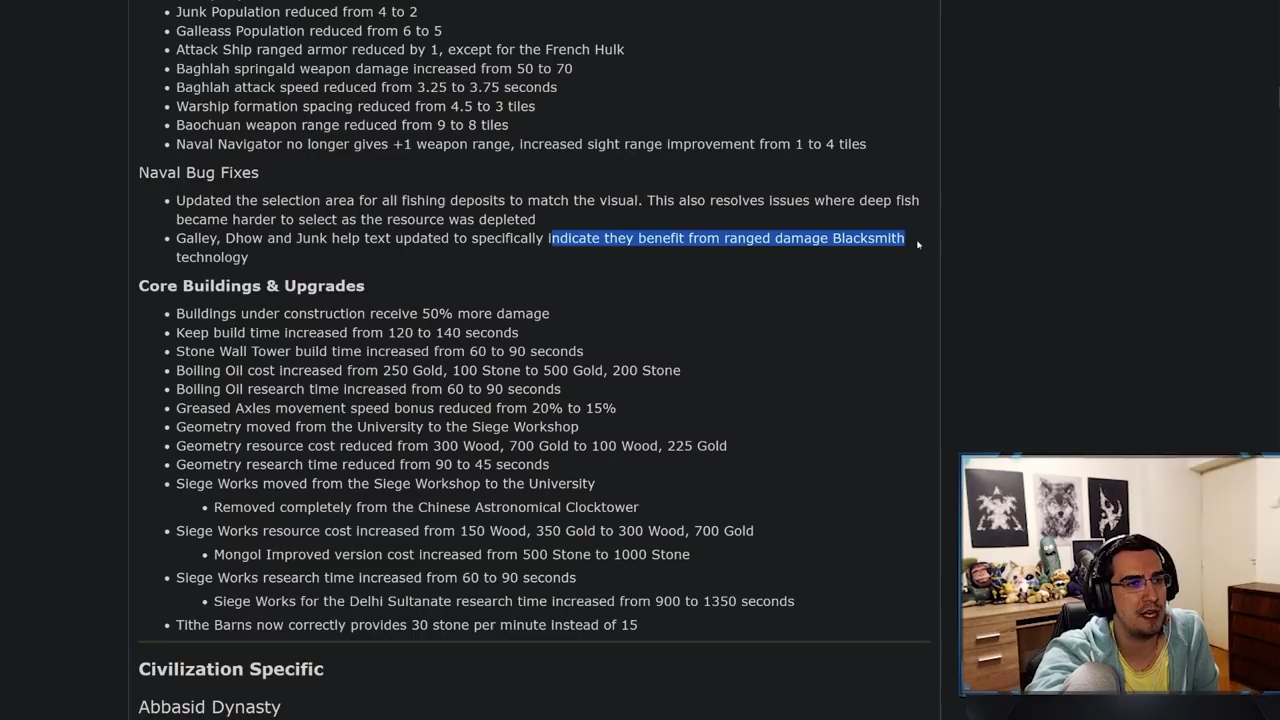 Junk Population reduced from 4 to 2
Galleass Population reduced from 6 to 5
Attack Ship ranged armor reduced by 1, except for the French Hulk
Baghlah springald weapon damage increased from 50 to 70
Baghlah attack speed reduced from 3.25 to 3.75 seconds
Warship formation spacing reduced from 4.5 to 3 tiles
Baochuan weapon range reduced from 9 to 8 tiles
Naval Navigator no longer gives +1 weapon range, increased sight range improvement from 1 to 4 tiles
Naval Bug Fixes
Updated the selection area for all fishing deposits to match the visual. This also resolves issues where deep fish
became harder to select as the resource was depleted
Galley, Dhow and Junk help text updated to specifically indicate they benefit from ranged damage Blacksmith
technology
Core Buildings & Upgrades
Buildings under construction receive 50% more damage
Keep build time increased from 120 to 140 seconds
Stone Wall Tower build time increased from 60 to 90 seconds
Boiling Oil cost increased from 250 Gold, 100 Stone to 500 Gold, 200 Stone
Boiling Oil research time increased from 60 to 90 seconds
Greased Axles movement speed bonus reduced from 20% to 15%
Geometry moved from the University to the Siege Workshop
Geometry resource cost reduced from 300 Wood, 700 Gold to 100 Wood, 225 Gold
Geometry research time reduced from 90 to 45 seconds
Siege Works moved from the Siege Workshop to the University
Removed completely from the Chinese Astronomical Clocktower
Siege Works resource cost increased from 150 Wood, 350 Gold to 300 Wood, 700 Gold
Mongol Improved version cost increased from 500 Stone to 1000 Stone
Siege Works research time increased from 60 to 90 seconds
Siege Works for the Delhi Sultanate research time increased from 900 to 1350 seconds
Tithe Barns now correctly provides 30 stone per minute instead of 15
Civilization Specific
Abbasid Dynasty